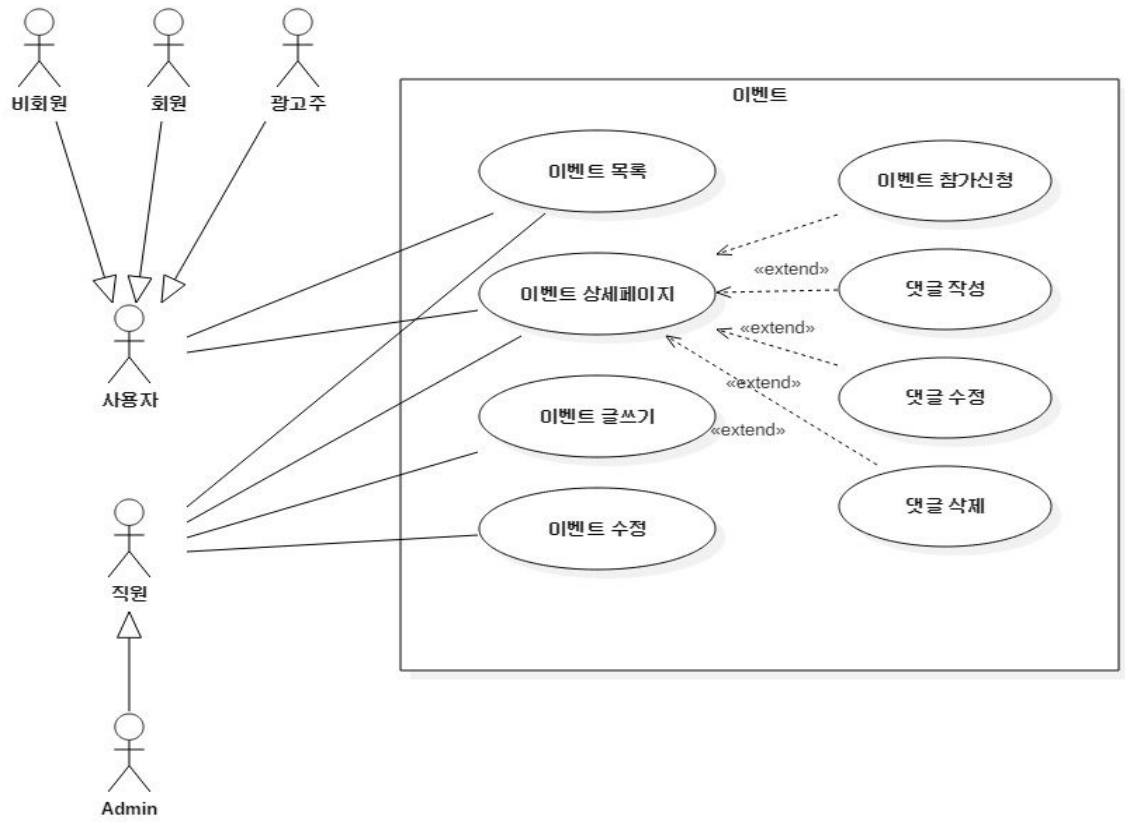 비회원
회원
광고주
이벤트
이벤트 목록
이벤트 참가신청
«extend»
이벤트 상세페이지
댓글 작성
«extend»
사용자
«extend»
댓글 수정
이벤트 글쓰기
«extend»
댓글 삭제
이벤트 수정
직원
Admin